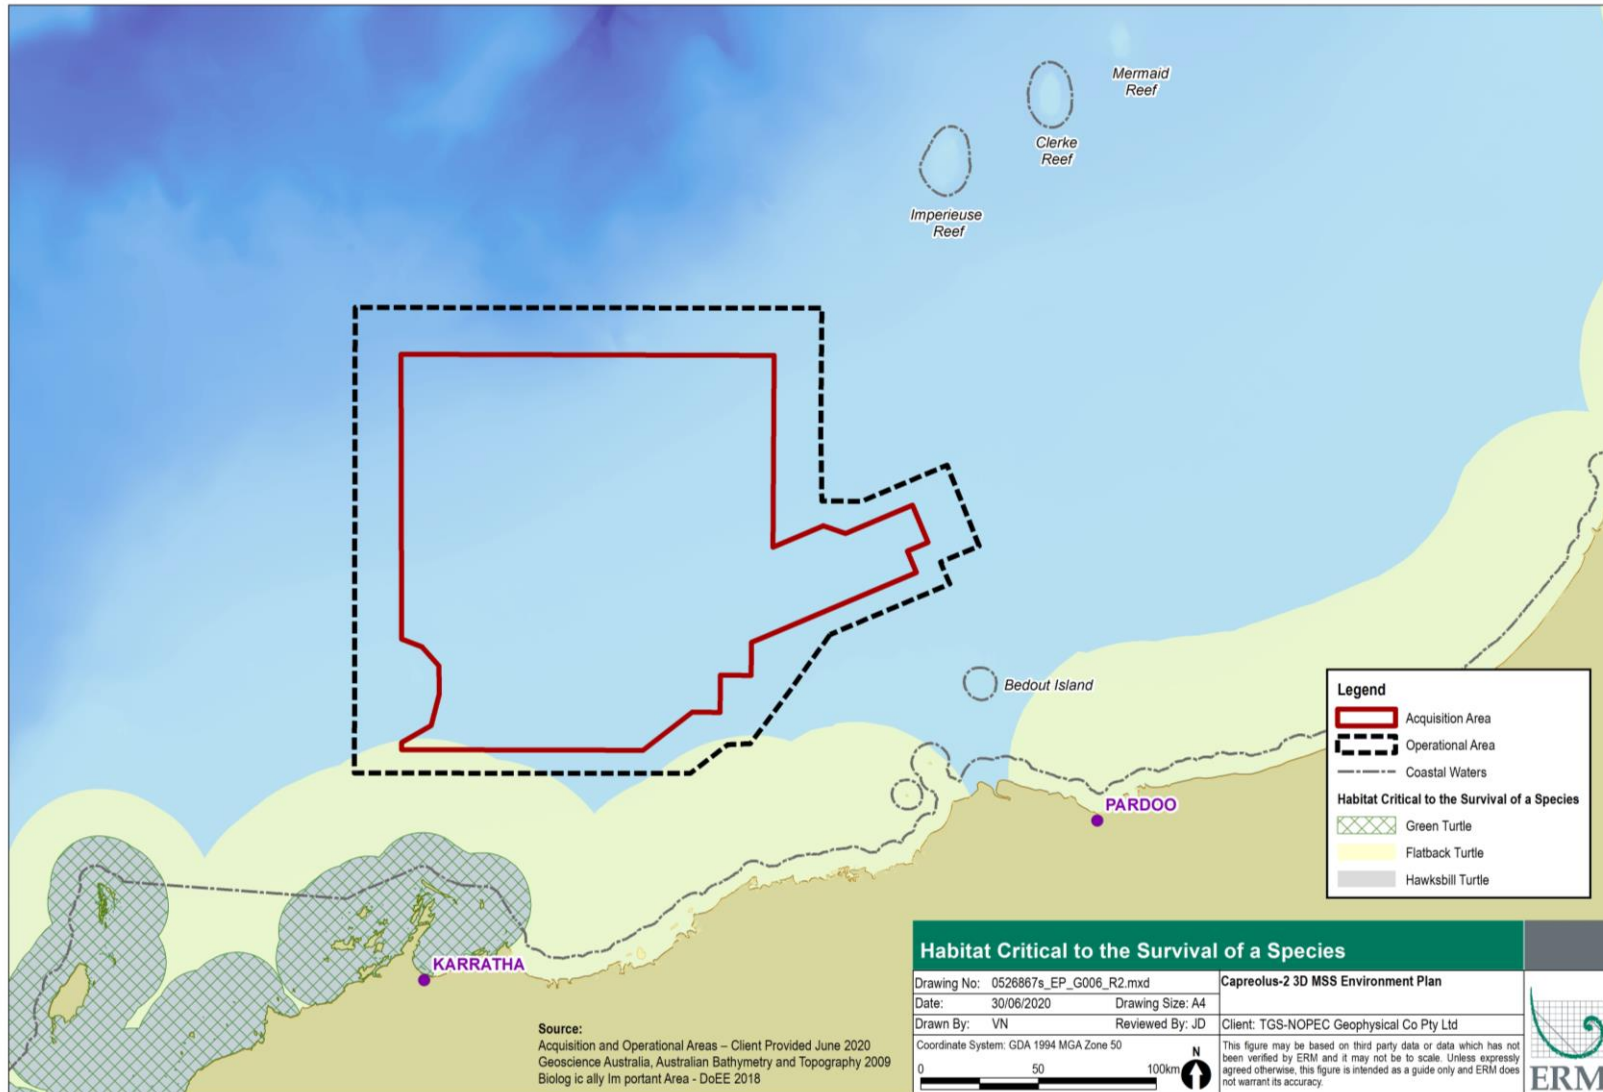 Mermaid
Reef
Clerke
Reef
Imperieuse
Reef
Bedout Island
PARDOO
KARRATHA
Legend
Acquisition Area
Operational Area
Coastal Waters
Habitat Critical to the Survival of a Species
Green Turtle
Flatback Turtle
Hawksbill Turtle
Source:
Acquisition and Operational Areas – Client Provided June 2020
Geoscience Australia, Australian Bathymetry and Topography 2009
Biolog ic ally Im portant Area - DoEE 2018
Habitat Critical to the Survival of a Species
Drawing No: 0526867s_EP_G006_R2.mxd
Capreolus-2 3D MSS Environment Plan
Date: 30/06/2020 Drawing Size: A4
Drawn By: VN Reviewed By: JD
Client: TGS-NOPEC Geophysical Co Pty Ltd
Coordinate System: GDA 1994 MGA Zone 50
0 50 100km
N
This figure may be based on third party data or data which has not
been verified by ERM and it may not be to scale. Unless expressly
agreed otherwise, this figure is intended as a guide only and ERM does
not warrant its accuracy.
ERM